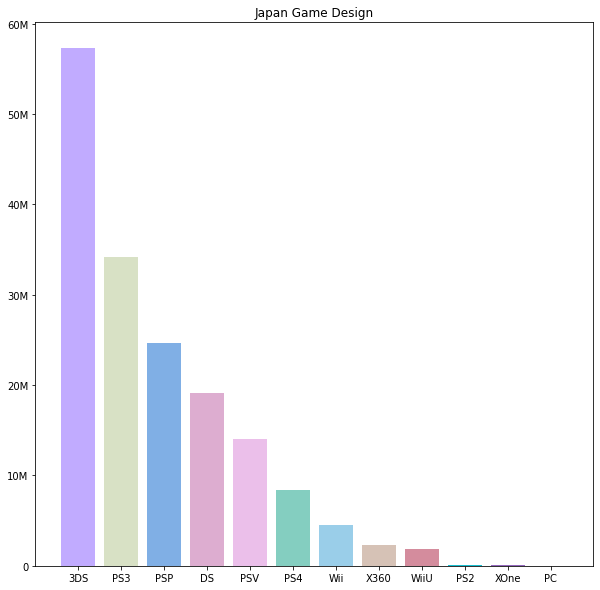 Japan Game Design
60M
50M
40M
30M
20M
10M
0
3DS PS3 PSP DS PSV PS4 Wii X360 WiiU PS2 XOne PC